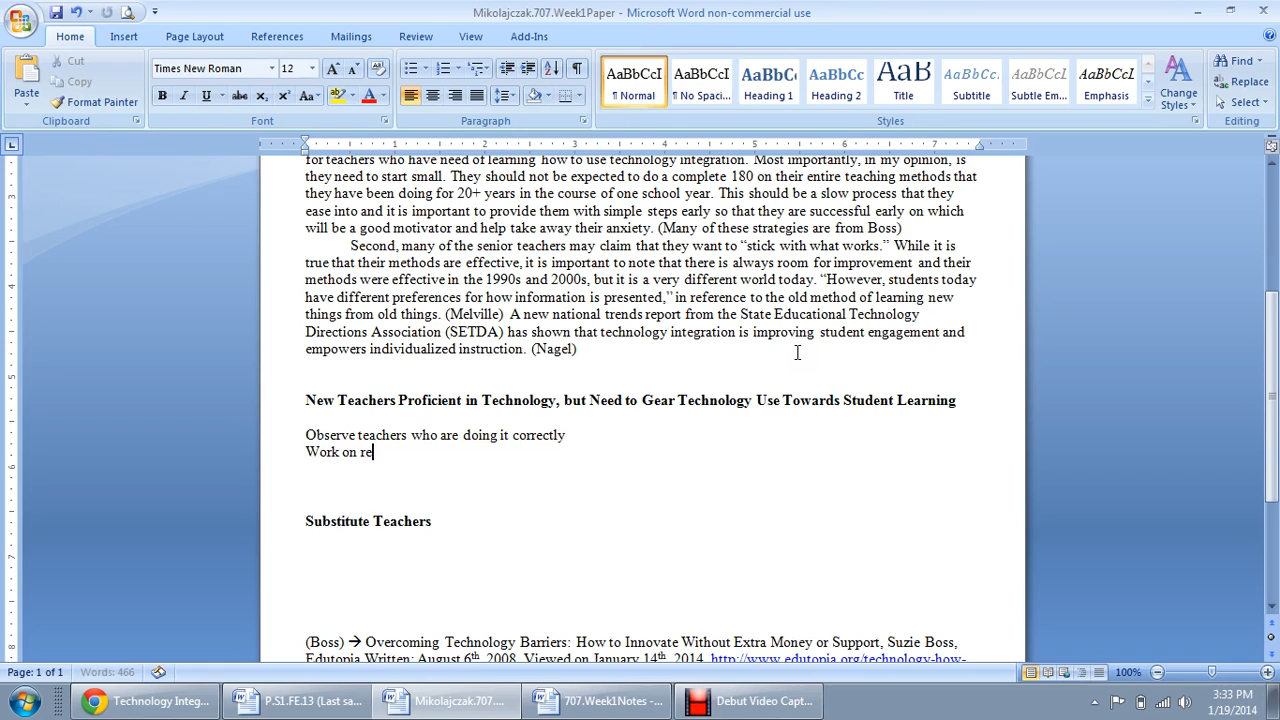 Mikolajczak.707.Week1Paper - Microsoft Word non-commercial use
Home Insert Page Layout References Mailings Review View Add-Ins
Cut
Copy
Format Painter
Paste
Times New Roman 12
AaBbCcI AaBbCcI AaBbC AaBbCc AaB AaBbCcI AaBbCcI AaBbCcI
¶ Normal ¶ No Spaci... Heading 1 Heading 2 Title Subtitle Subtle Em... Emphasis
Change Styles
Find
Replace
Select
Clipboard Font Paragraph Styles Editing
1 2 3 4 5 6 7
for teachers who have need of learning how to use technology integration. Most importantly, in my opinion, is
they need to start small. They should not be expected to do a complete 180 on their entire teaching methods that
they have been doing for 20+ years in the course of one school year. This should be a slow process that they
ease into and it is important to provide them with simple steps early so that they are successful early on which
will be a good motivator and help take away their anxiety. (Many of these strategies are from Boss)
Second, many of the senior teachers may claim that they want to “stick with what works.” While it is
true that their methods are effective, it is important to note that there is always room for improvement and their
methods were effective in the 1990s and 2000s, but it is a very different world today. “However, students today
have different preferences for how information is presented,” in reference to the old method of learning new
things from old things. (Melville) A new national trends report from the State Educational Technology
Directions Association (SETDA) has shown that technology integration is improving student engagement and
empowers individualized instruction. (Nagel)
New Teachers Proficient in Technology, but Need to Gear Technology Use Towards Student Learning
Observe teachers who are doing it correctly
Work on re
Substitute Teachers
(Boss) → Overcoming Technology Barriers: How to Innovate Without Extra Money or Support, Suzie Boss,
Edutopia Written: August 6th, 2008. Viewed on January 14th, 2014. http://www.edutopia.org/technology-how-
Page: 1 of 1 Words: 466 100%
Technology Integ... P.S1.FE.13 (Last sa... Mikolajczak.707.... 707.Week1Notes - ... Debut Video Capt...
3:33 PM
1/19/2014